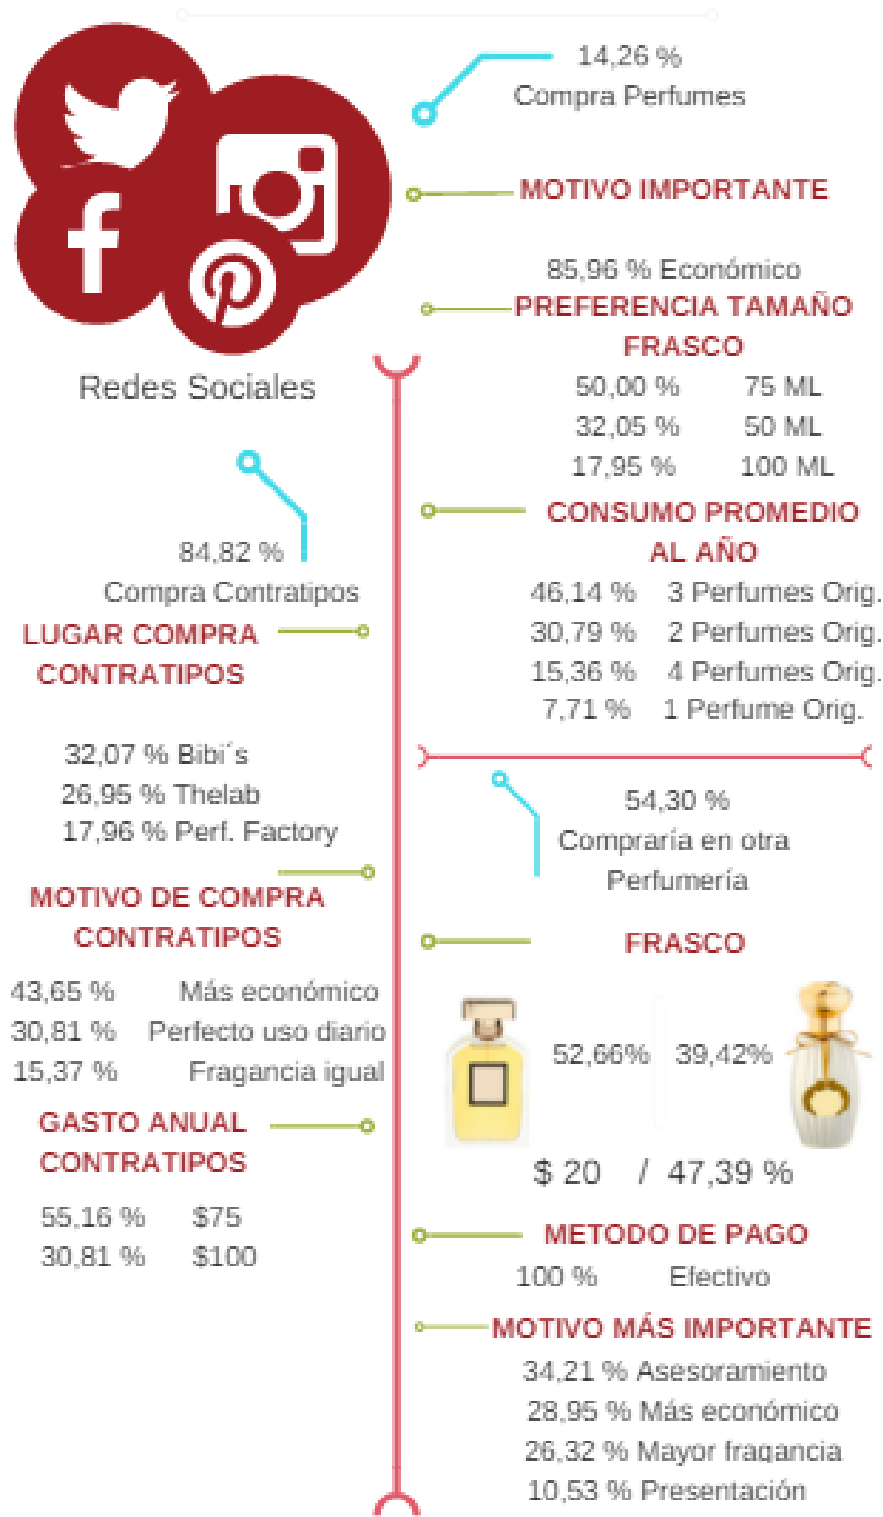 Redes Sociales
84,82 %
Compra Contratipos
LUGAR COMPRA
CONTRATIPOS
32,07 % Bibi´s
26,95 % Thelab
17,96 % Perf. Factory
MOTIVO DE COMPRA
CONTRATIPOS
43,65 % Más económico
30,81 % Perfecto uso diario
15,37 % Fragancia igual
GASTO ANUAL
CONTRATIPOS
55,16 % $75
30,81 % $100
14,26 %
Compra Perfumes
MOTIVO IMPORTANTE
85,96 % Económico
PREFERENCIA TAMAÑO
FRASCO
50,00 % 75 ML
32,05 % 50 ML
17,95 % 100 ML
CONSUMO PROMEDIO
AL AÑO
46,14 % 3 Perfumes Orig.
30,79 % 2 Perfumes Orig.
15,36 % 4 Perfumes Orig.
7,71 % 1 Perfume Orig.
54,30 %
Compraría en otra
Perfumería
FRASCO
52,66% 39,42%
$ 20 / 47,39 %
METODO DE PAGO
100 % Efectivo
MOTIVO MÁS IMPORTANTE
34,21 % Asesoramiento
28,95 % Más económico
26,32 % Mayor fragancia
10,53 % Presentación